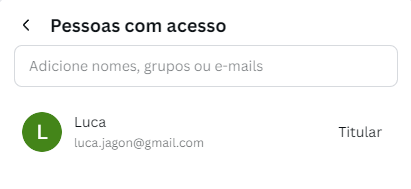 Pessoas com acesso
Adicione nomes, grupos ou e-mails
L
Luca
luca.jagon@gmail.com
Titular